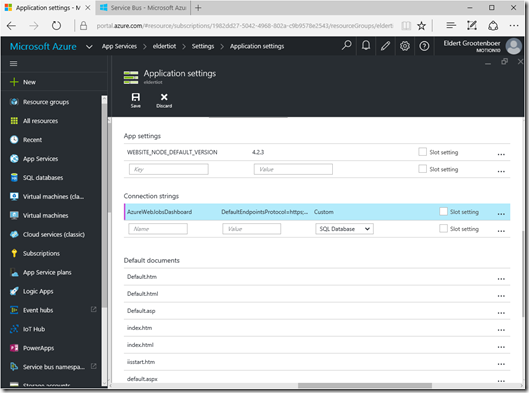 Application settings - M
Service Bus - Microsoft Azure
portal.azure.com/#resource/subscriptions/1982dd27-5042-4968-802a-c9b9578e2543/resourceGroups/elderti
Microsoft Azure
App Services
eldertiot
Settings
Application settings
Eldert Grootenboer
MOTION10
Application settings
eldertiot
Save
Discard
New
Resource groups
All resources
Recent
App Services
SQL databases
Virtual machines (cla...
Virtual machines
Cloud services (classic)
Subscriptions
App Service plans
Logic Apps
Event hubs
IoT Hub
PowerApps
Service bus namespa...
Storage accounts
App settings
WEBSITE_NODE_DEFAULT_VERSION 4.2.3 Slot setting ...
Key Value Slot setting ...
Connection strings
AzureWebJobsDashboard DefaultEndpointsProtocol=https;... Custom Slot setting ...
Name Value SQL Database Slot setting ...
Default documents
Default.htm ...
Default.html ...
Default.asp ...
index.htm ...
index.html ...
iisstart.htm ...
default.aspx ...